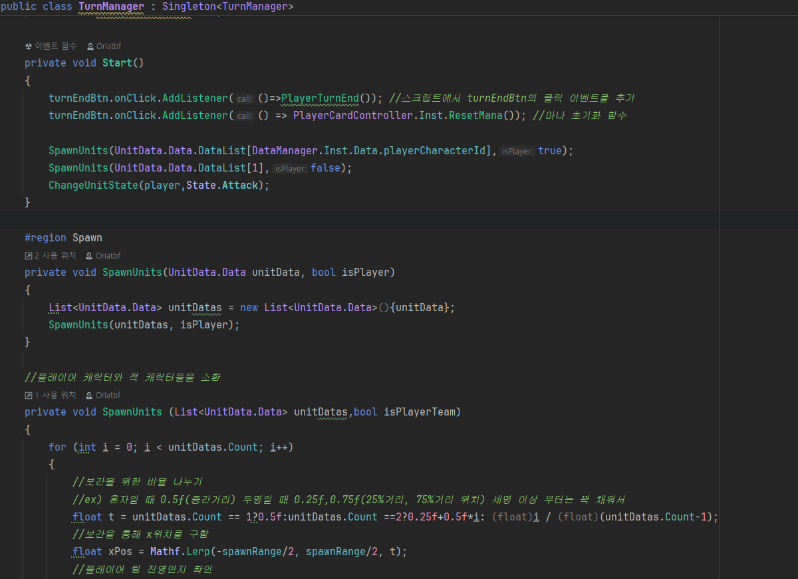 public class TurnManager : Singleton<TurnManager>
이벤트 함수 Oriatbf
private void Start()
{
turnEndBtn.onClick.AddListener( call: ()=>PlayerTurnEnd()); //스크립트에서 turnEndBtn의 클릭 이벤트를 추가
turnEndBtn.onClick.AddListener( call: () => PlayerCardController.Inst.ResetMana()); //마나 초기화 함수
SpawnUnits(UnitData.Data.DataList[DataManager.Inst.Data.playerCharacterId], isPlayer: true);
SpawnUnits(UnitData.Data.DataList[1], isPlayer: false);
ChangeUnitState(player,State.Attack);
}
#region Spawn
2 사용 위치 Oriatbf
private void SpawnUnits(UnitData.Data unitData, bool isPlayer)
{
List<UnitData.Data> unitDatas = new List<UnitData.Data>(){unitData};
SpawnUnits(unitDatas, isPlayer);
}
//플레이어 캐릭터와 적 캐릭터들을 소환
1 사용 위치 Oriatbf
private void SpawnUnits (List<UnitData.Data> unitDatas,bool isPlayerTeam)
{
for (int i = 0; i < unitDatas.Count; i++)
{
//보간을 위한 비율 나누기
//ex) 혼자일 때 0.5f(중간거리) 두명일 때 0.25f,0.75f(25%거리, 75%거리 위치) 세명 이상 부터는 꽉 채워서
float t = unitDatas.Count == 1?0.5f:unitDatas.Count ==2?0.25f+0.5f*i: (float)i / (float)(unitDatas.Count-1);
//보간을 통해 x위치을 구함
float xPos = Mathf.Lerp(-spawnRange/2, spawnRange/2, t);
//플레이어 팀 진영인지 확인